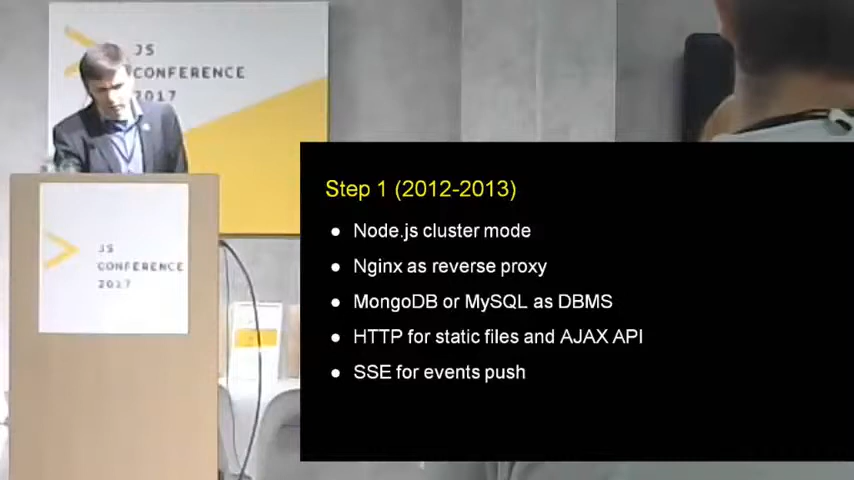 JS
CONFERENCE
2017
JS
CONFERENCE
2017
Step 1 (2012-2013)
● Node.js cluster mode
● Nginx as reverse proxy
● MongoDB or MySQL as DBMS
● HTTP for static files and AJAX API
● SSE for events push